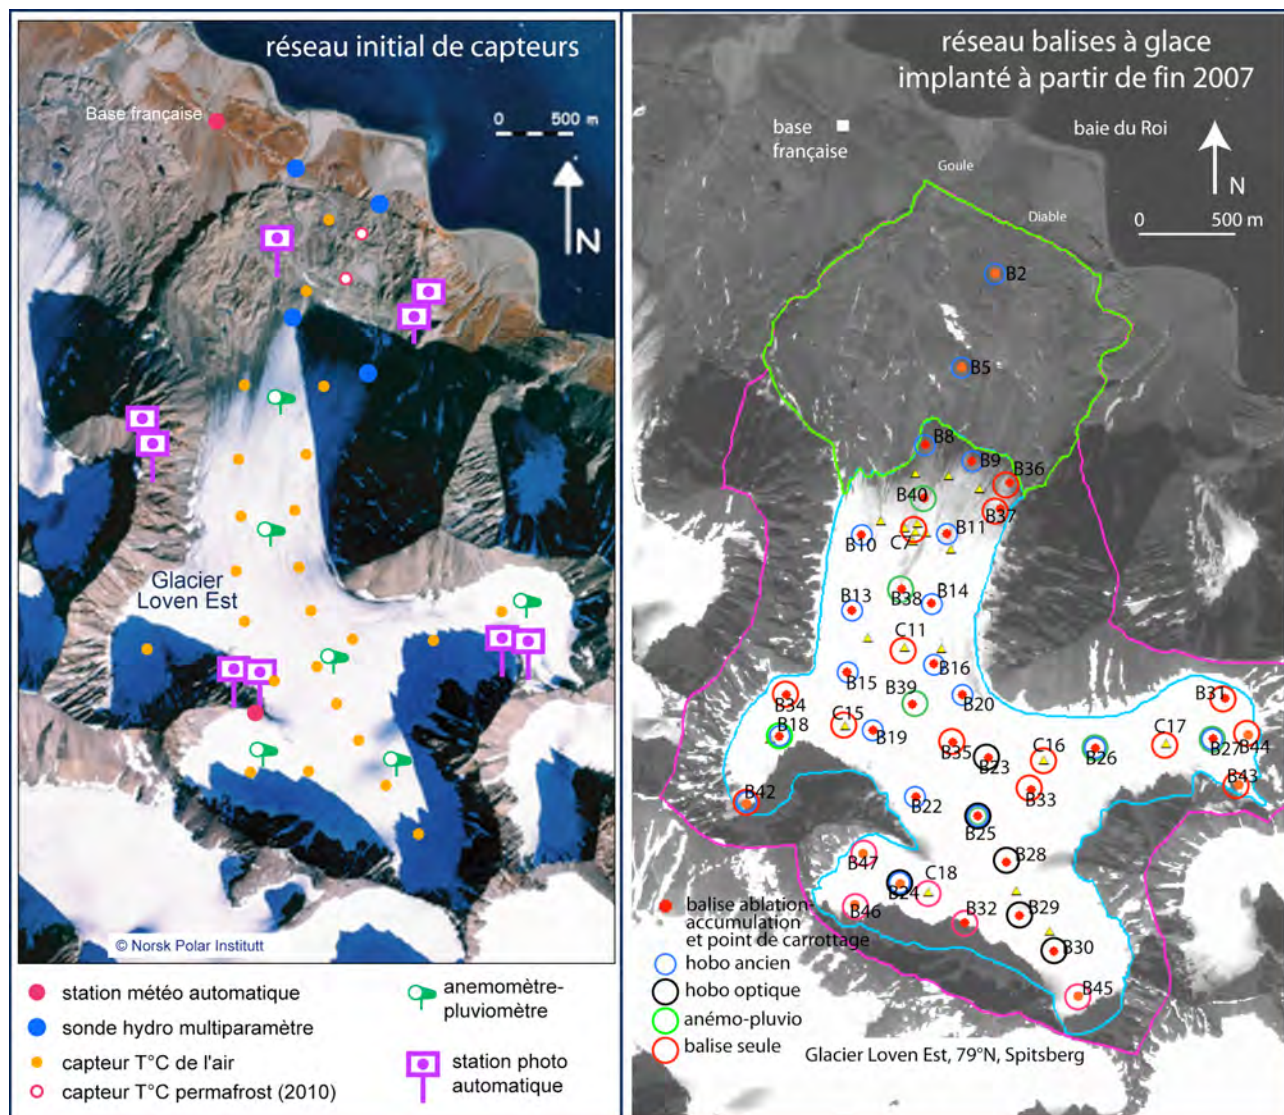 réseau initial de capteurs
Base française
0 500 m
N
Glacier
Loven Est
© Norsk Polar Institutt
station météo automatique
sonde hydro multiparamètre
capteur T°C de l'air
capteur T°C permafrost (2010)
anemomètre-
pluviomètre
station photo
automatique
réseau balises à glace
implanté à partir de fin 2007
base
française
baie du Roi
Goule
N
Diable
0 500 m
B2
B5
B8
B9
B36
B40
B37
C7
B11
B10
B38
B14
B13
C11
B16
B15
B34
B39
B20
B31
C15
C17
B18
B19
B35
C16
B26
B27
B44
B23
B43
B42
B22
B33
B25
B28
B47
C18
B24
B46
B32
B29
B30
B45
balise ablation-
accumulation
et point de carrottage
hobo ancien
hobo optique
anémo-pluvio
balise seule
Glacier Loven Est, 79°N, Spitsberg